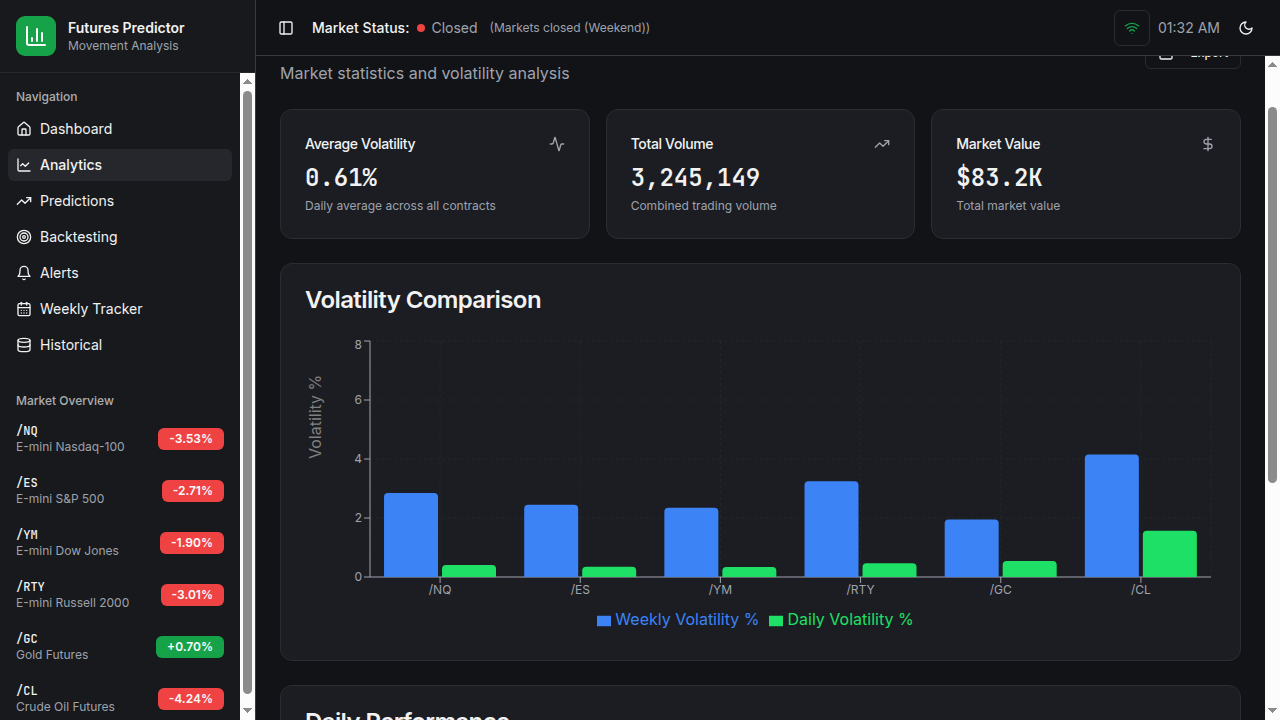 Futures Predictor
Movement Analysis
Market Status: Closed (Markets closed (Weekend))
01:32 AM
Navigation
Dashboard
Analytics
Predictions
Backtesting
Alerts
Weekly Tracker
Historical
Market Overview
/NQ
E-mini Nasdaq-100
-3.53%
/ES
E-mini S&P 500
-2.71%
/YM
E-mini Dow Jones
-1.90%
/RTY
E-mini Russell 2000
-3.01%
/GC
Gold Futures
+0.70%
/CL
Crude Oil Futures
-4.24%
Market statistics and volatility analysis
Export
Average Volatility
0.61%
Daily average across all contracts
Total Volume
3,245,149
Combined trading volume
Market Value
$83.2K
Total market value
Volatility Comparison
Volatility %
8
6
4
2
0
/NQ /ES /YM /RTY /GC /CL
Weekly Volatility % Daily Volatility %
Daily Performance